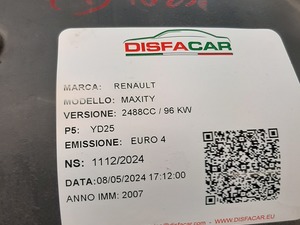 DISFACAR
MARCA: RENAULT
MODELLO: MAXITY
VERSIONE: 2488CC / 96 KW
P5: YD25
EMISSIONE: EURO 4
NS: 1112/2024
DATA:08/05/2024 17:12:00
ANNO IMM: 2007
WWW.DISFACAR.EU